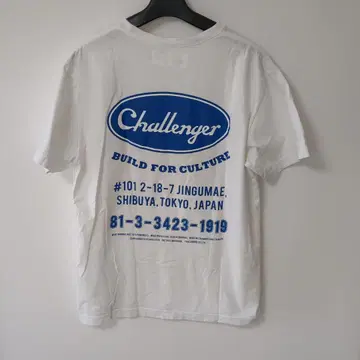 Challenger
BUILD FOR CULTURE
#101 2-18-7 JINGUMAE,
SHIBUYA, TOKYO, JAPAN
81-3-3423-1919